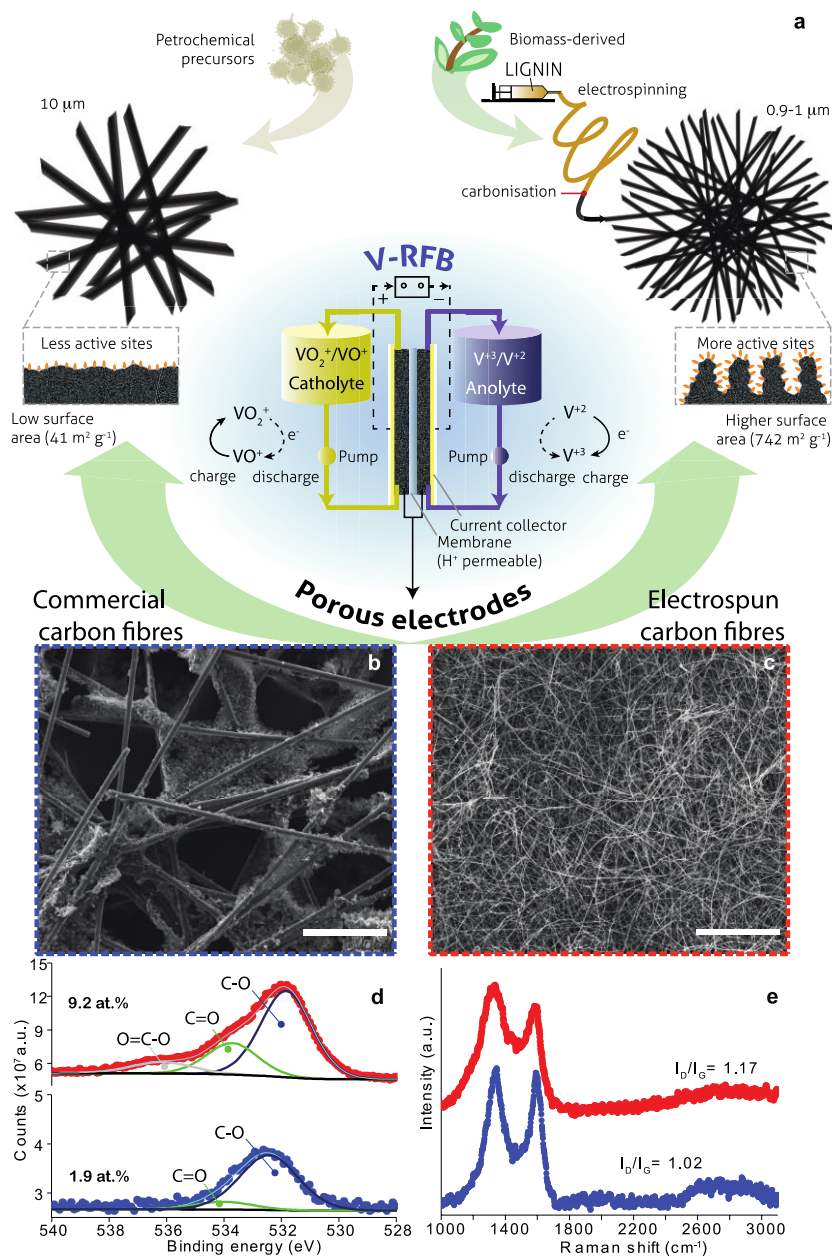 a
Petrochemical
precursors
Biomass-derived
LIGNIN
electrospinning
10 μm
0.9-1 μm
carbonisation
V-RFB
+
−
Less active sites
More active sites
VO₂⁺/VO⁺
Catholyte
V⁺³/V⁺²
Anolyte
Low surface
area (41 m² g⁻¹)
Higher surface
area (742 m² g⁻¹)
VO₂⁺
e⁻
VO⁺
charge
discharge
Pump
Pump
V⁺²
e⁻
V⁺³
discharge
charge
Current collector
Membrane
(H⁺ permeable)
Porous electrodes
Commercial
carbon fibres
Electrospun
carbon fibres
b
c
d
9.2 at.%
O=C-O
C=O
C-O
1.9 at.%
C=O
C-O
15
12
9
6
5
4
3
Counts (x10⁷a.u.)
540 538 536 534 532 530 528
Binding energy (eV)
e
I_D/I_G= 1.17
I_D/I_G= 1.02
Intensity (a.u.)
1000 1400 1800 2200 2600 3000
Raman shift (cm⁻¹)